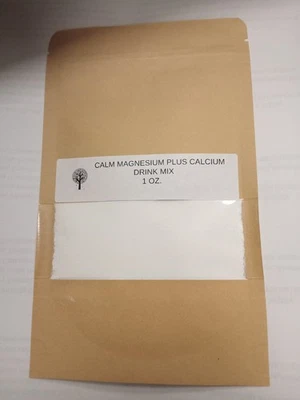 CALM MAGNESIUM PLUS CALCIUM
DRINK MIX
1 OZ.